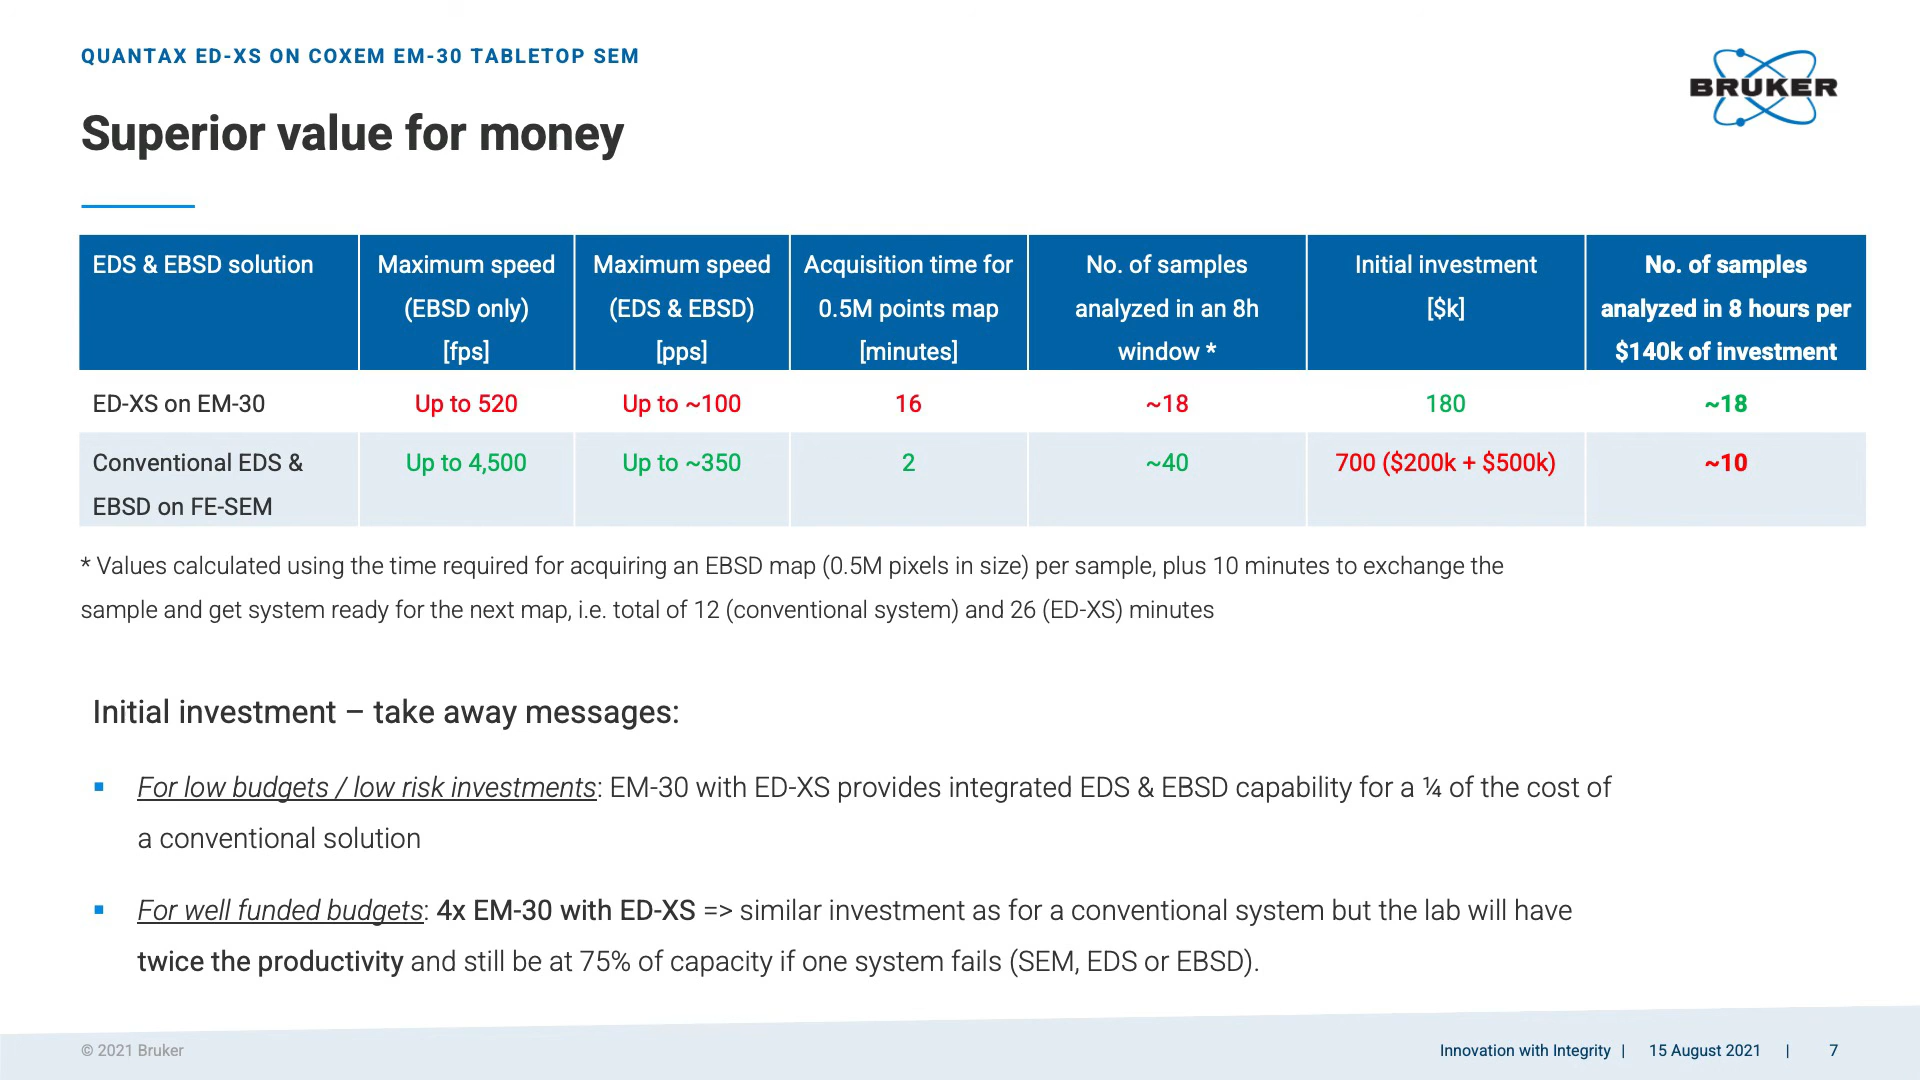 QUANTAX ED-XS ON COXEM EM-30 TABLETOP SEM
BRUKER
Superior value for money
EDS & EBSD solution
Maximum speed
(EBSD only)
[fps]
Maximum speed
(EDS & EBSD)
[pps]
Acquisition time for
0.5M points map
[minutes]
No. of samples
analyzed in an 8h
window *
Initial investment
[$k]
No. of samples
analyzed in 8 hours per
$140k of investment
ED-XS on EM-30
Up to 520
Up to ~100
16
~18
180
~18
Conventional EDS &
EBSD on FE-SEM
Up to 4,500
Up to ~350
2
~40
700 ($200k + $500k)
~10
* Values calculated using the time required for acquiring an EBSD map (0.5M pixels in size) per sample, plus 10 minutes to exchange the
sample and get system ready for the next map, i.e. total of 12 (conventional system) and 26 (ED-XS) minutes
Initial investment – take away messages:
▪ For low budgets / low risk investments: EM-30 with ED-XS provides integrated EDS & EBSD capability for a ¼ of the cost of
a conventional solution
▪ For well funded budgets: 4x EM-30 with ED-XS => similar investment as for a conventional system but the lab will have
twice the productivity and still be at 75% of capacity if one system fails (SEM, EDS or EBSD).
© 2021 Bruker
Innovation with Integrity | 15 August 2021 | 7